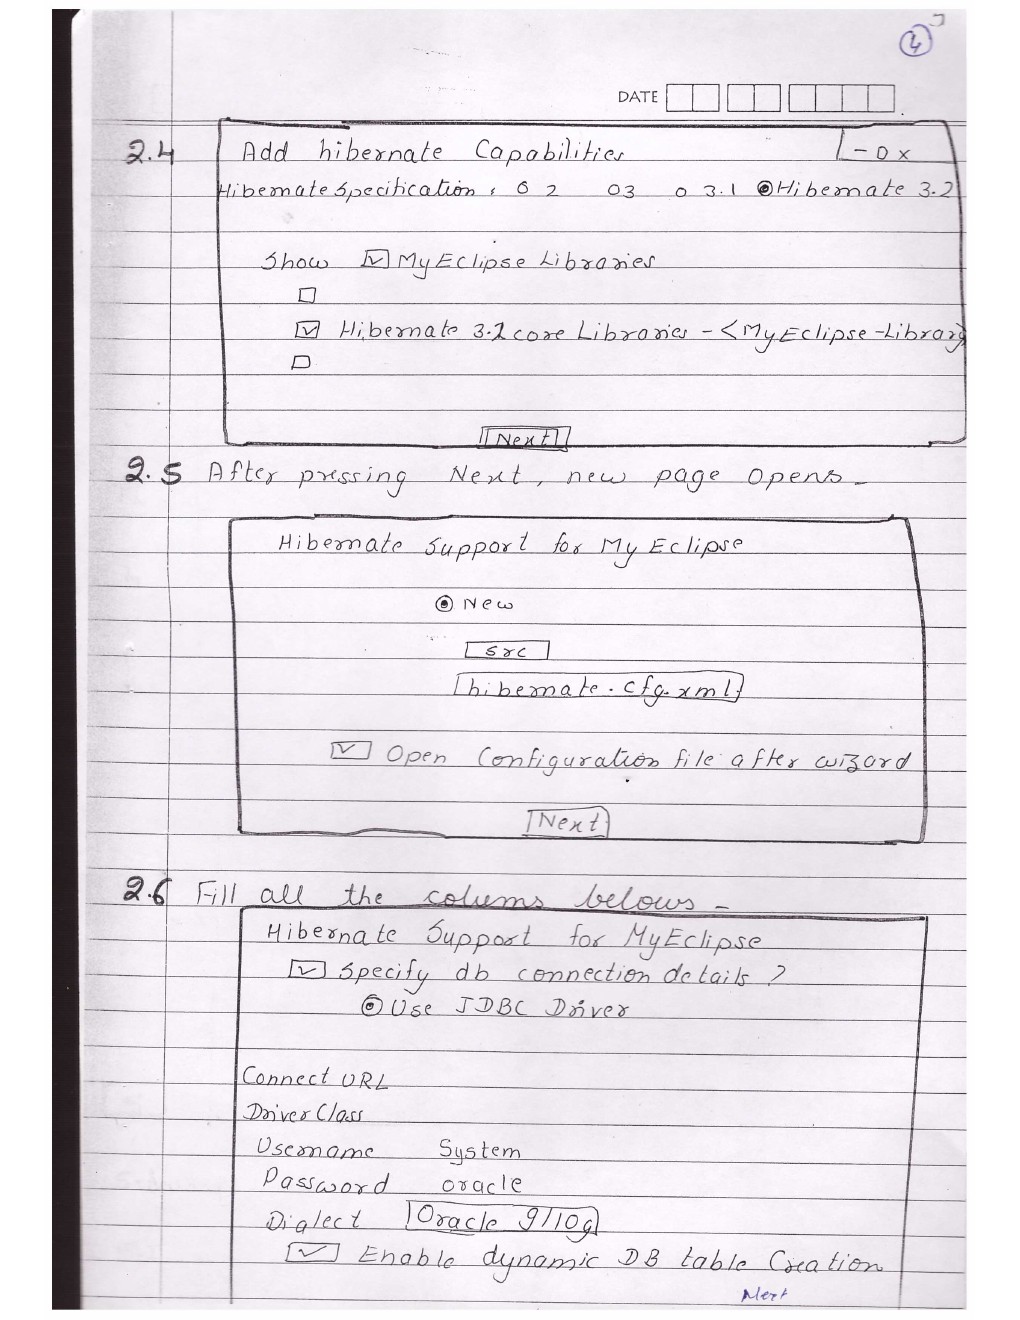 4
DATE
2.4 Add hibernate Capabilities - o x
Hibernate Specification : o 2 o 3 o 3.1 Hibernate 3.2
Show MyEclipse Libraries
Hibernate 3.2 core Libraries - <MyEclipse-Library>
Next
2.5 After pressing Next, new page opens -
Hibernate Support for MyEclipse
New
src
hibernate.cfg.xml
Open Configuration file after wizard
Next
2.6 Fill all the colums belows -
Hibernate Support for MyEclipse
Specify db connection details ?
Use JDBC Driver
Connect URL
Driver Class
Username System
Password oracle
Dialect Oracle 9/10g
Enable dynamic DB table Creation
Next